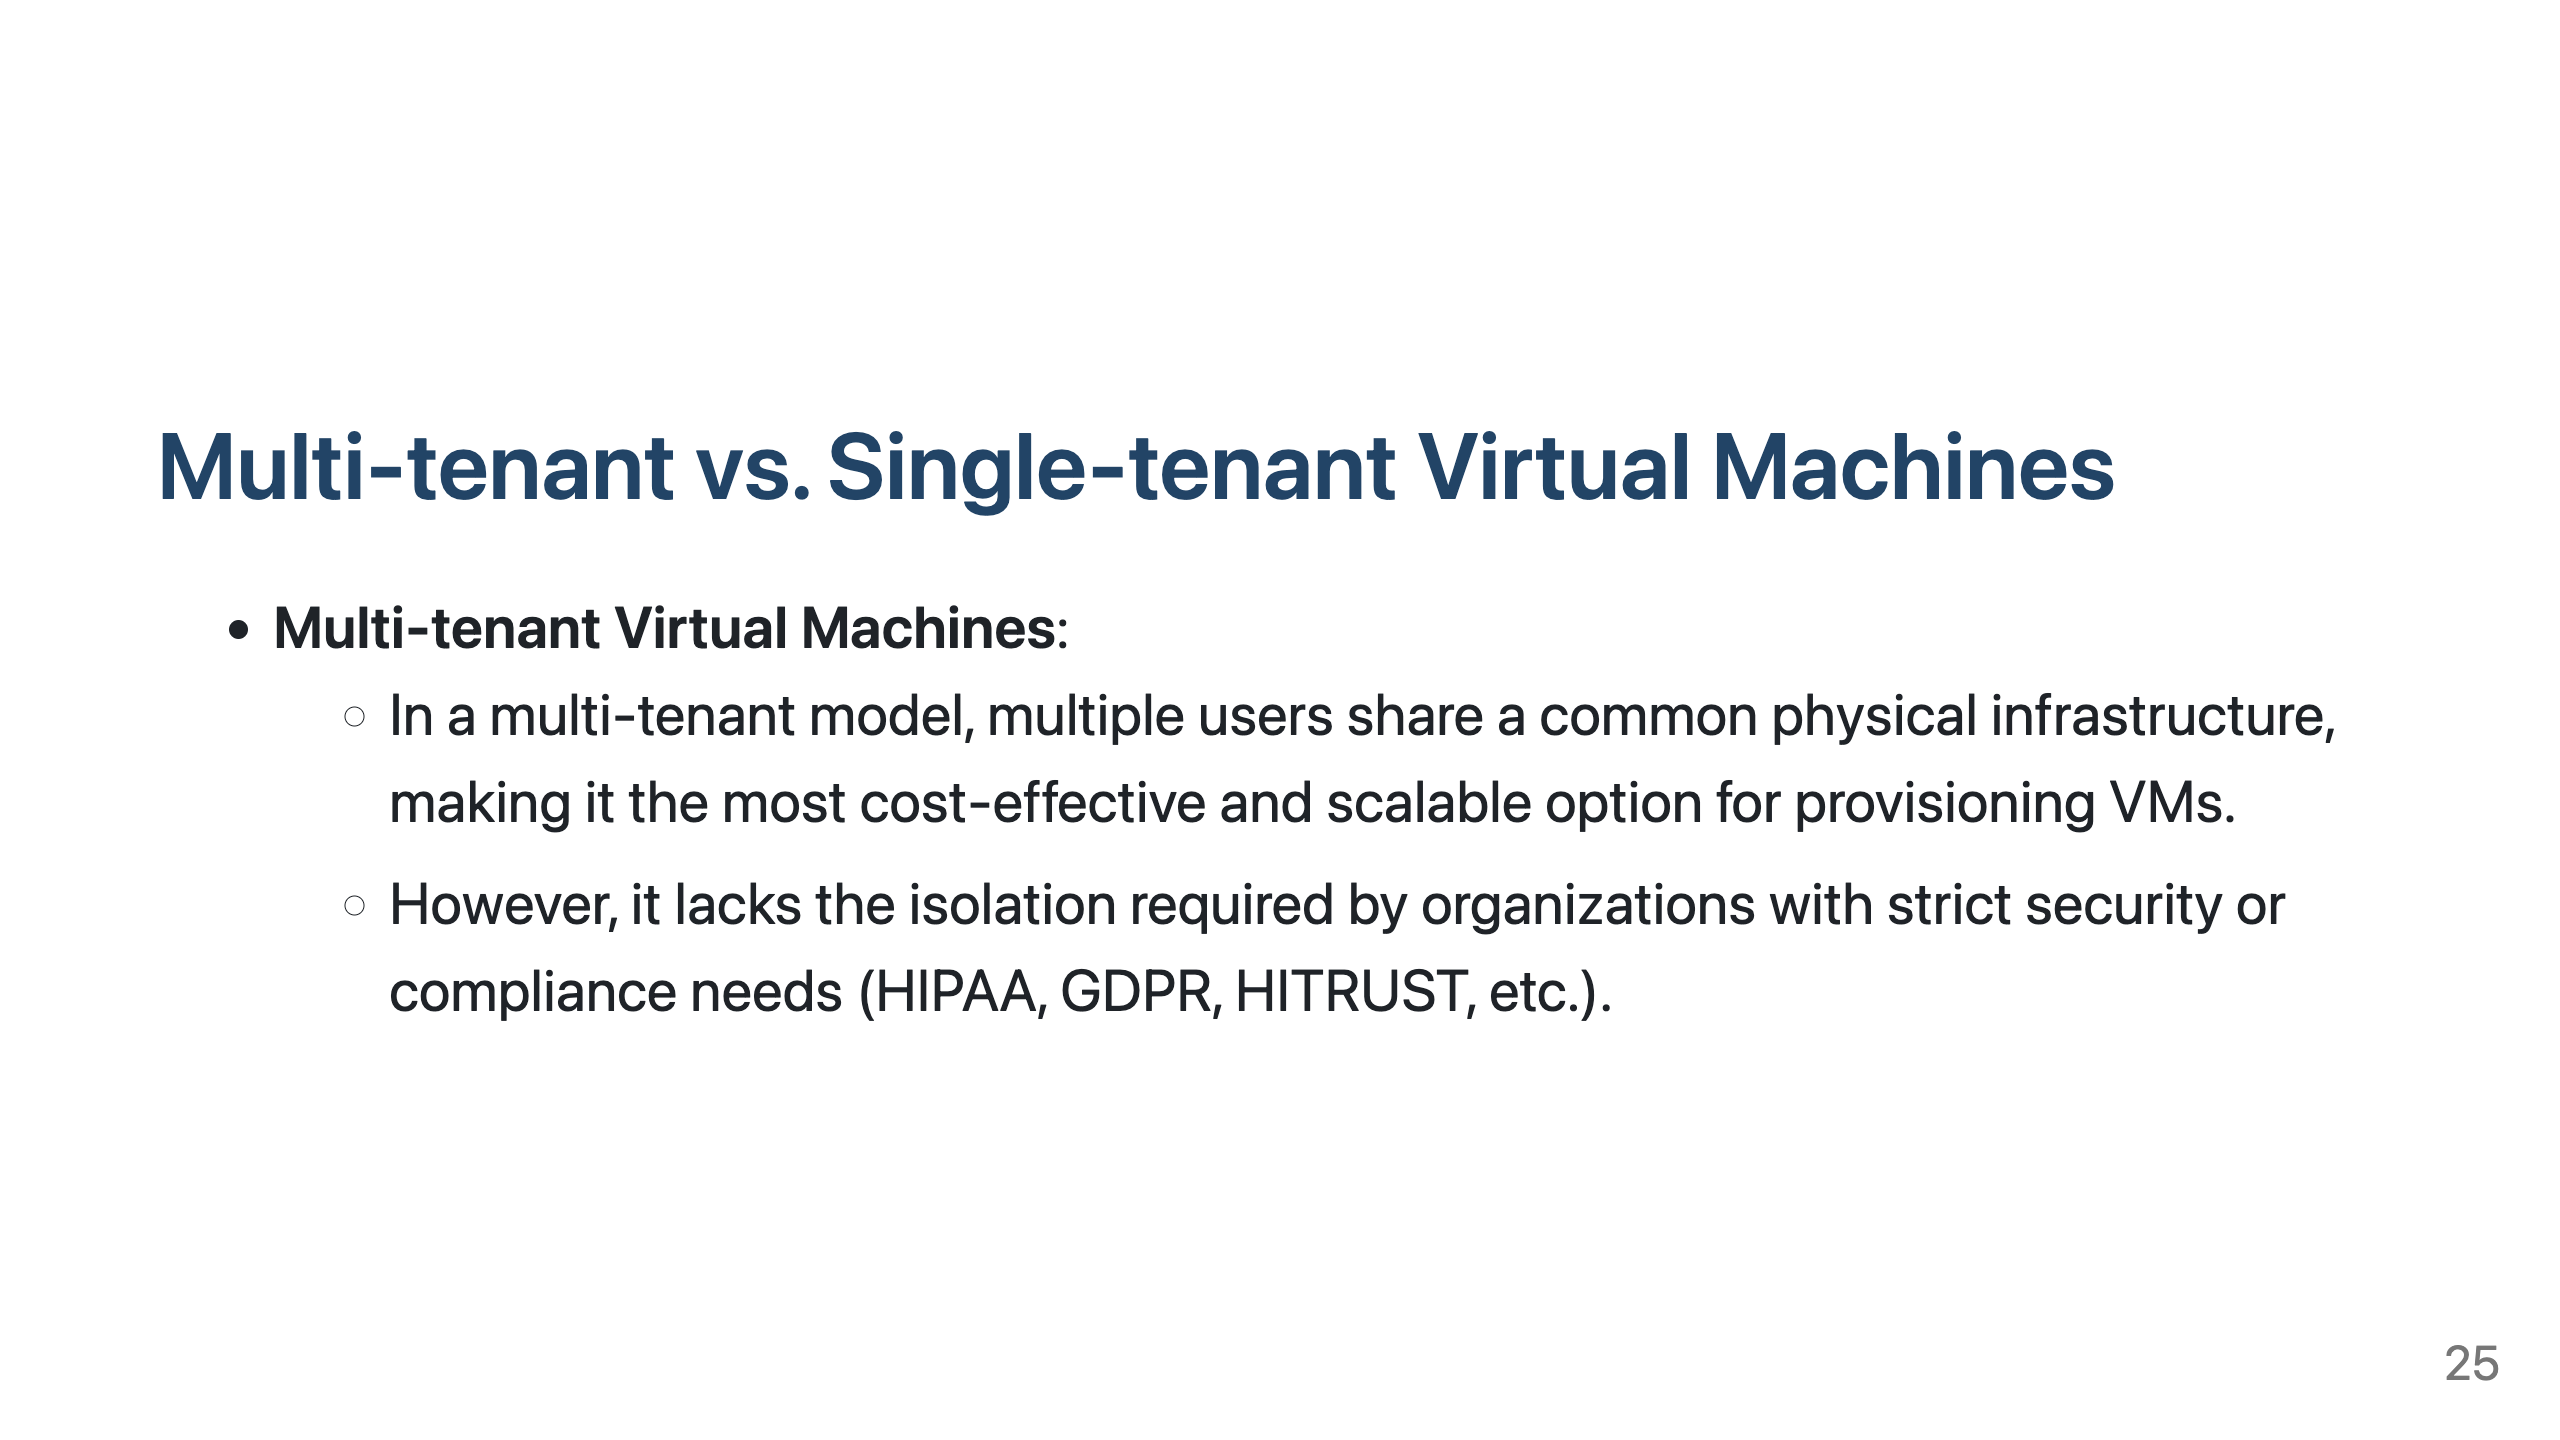 Multi-tenant vs. Single-tenant Virtual Machines
• Multi-tenant Virtual Machines:
○ In a multi-tenant model, multiple users share a common physical infrastructure,
making it the most cost-effective and scalable option for provisioning VMs.
○ However, it lacks the isolation required by organizations with strict security or
compliance needs (HIPAA, GDPR, HITRUST, etc.).
25